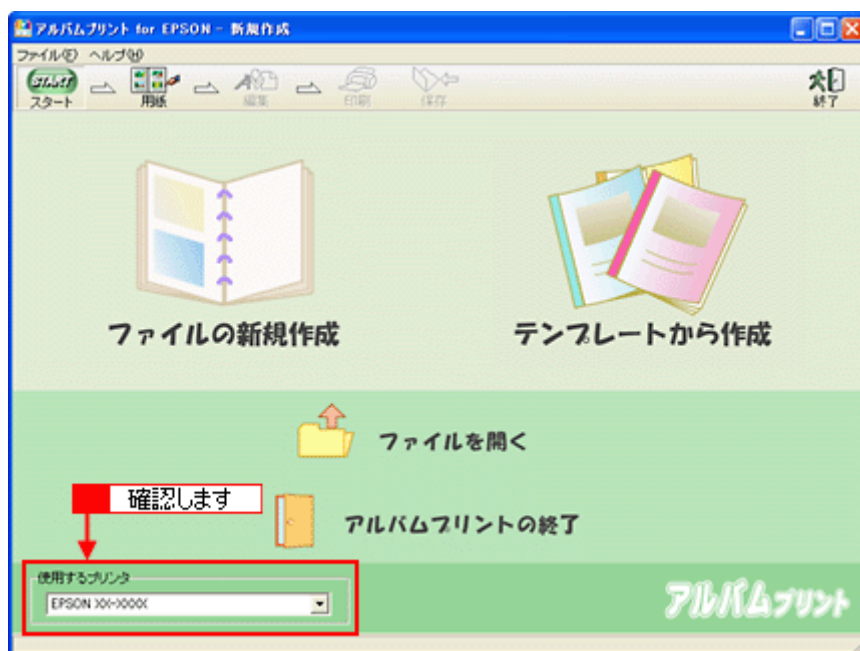 アルバムプリント for EPSON - 新規作成
ファイル(F) ヘルプ(H)
START
スタート 用紙 編集 印刷 保存 終了
ファイルの新規作成 テンプレートから作成
ファイルを開く
確認します
アルバムプリントの終了
使用するプリンタ
EPSON XX-XXXX
アルバムプリント